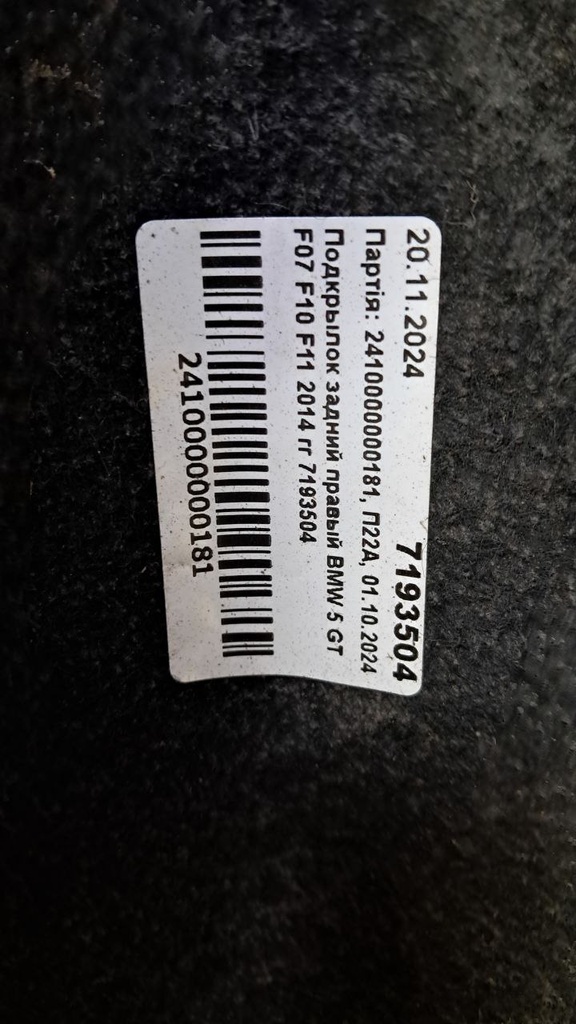 20.11.2024 7193504
Партія: 2410000000181, П22А, 01.10.2024
Подкрылок задний правый BMW 5 GT
F07 F10 F11 2014 гг 7193504
2410000000181